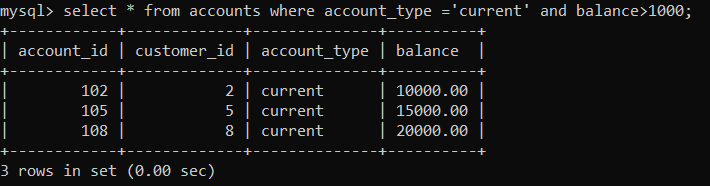 mysql> select * from accounts where account_type ='current' and balance>1000;
+------------+-------------+--------------+----------+
| account_id | customer_id | account_type | balance  |
+------------+-------------+--------------+----------+
|        102 |           2 | current      | 10000.00 |
|        105 |           5 | current      | 15000.00 |
|        108 |           8 | current      | 20000.00 |
+------------+-------------+--------------+----------+
3 rows in set (0.00 sec)